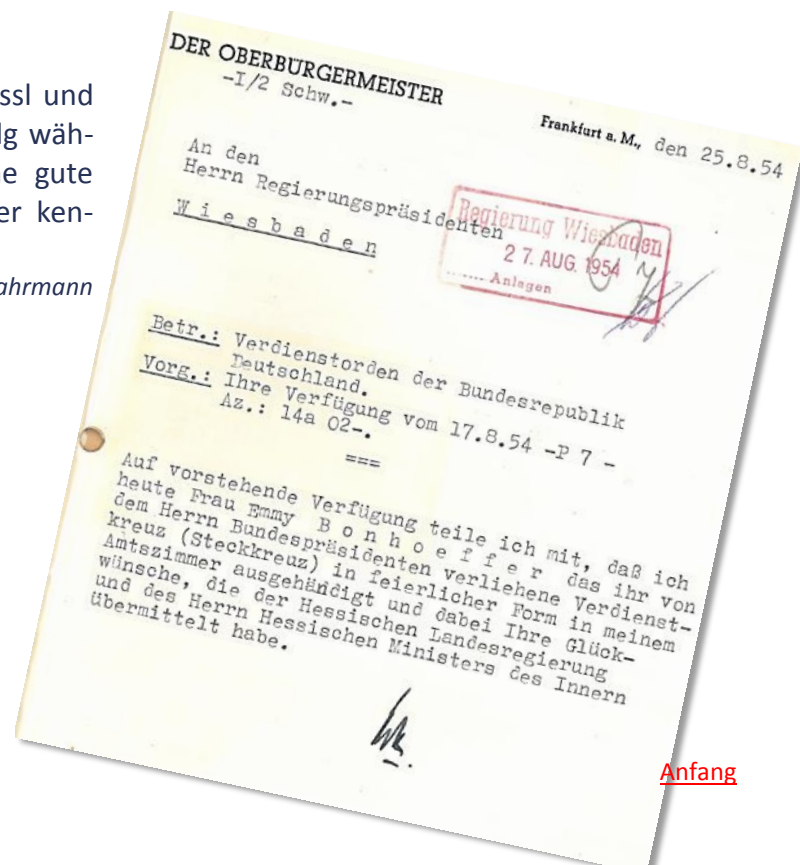 ssl und
lg wäh-
e gute
er ken-
ahrmann
DER OBERBÜRGERMEISTER
-I/2 Schw.-
Frankfurt a. M., den 25.8.54
An den
Herrn Regierungspräsidenten
Wiesbaden
Regierung Wiesbaden
27. AUG. 1954
........ Anlagen
Betr.: Verdienstorden der Bundesrepublik
Deutschland.
Vorg.: Ihre Verfügung vom 17.8.54 -P 7 -
Az.: 14a 02-.
===
Auf vorstehende Verfügung teile ich mit, daß ich
heute Frau Emmy B o n h o e f f e r das ihr von
dem Herrn Bundespräsidenten verliehene Verdienst-
kreuz (Steckkreuz) in feierlicher Form in meinem
Amtszimmer ausgehändigt und dabei Ihre Glück-
wünsche, die der Hessischen Landesregierung
und des Herrn Hessischen Ministers des Innern
übermittelt habe.
Anfang